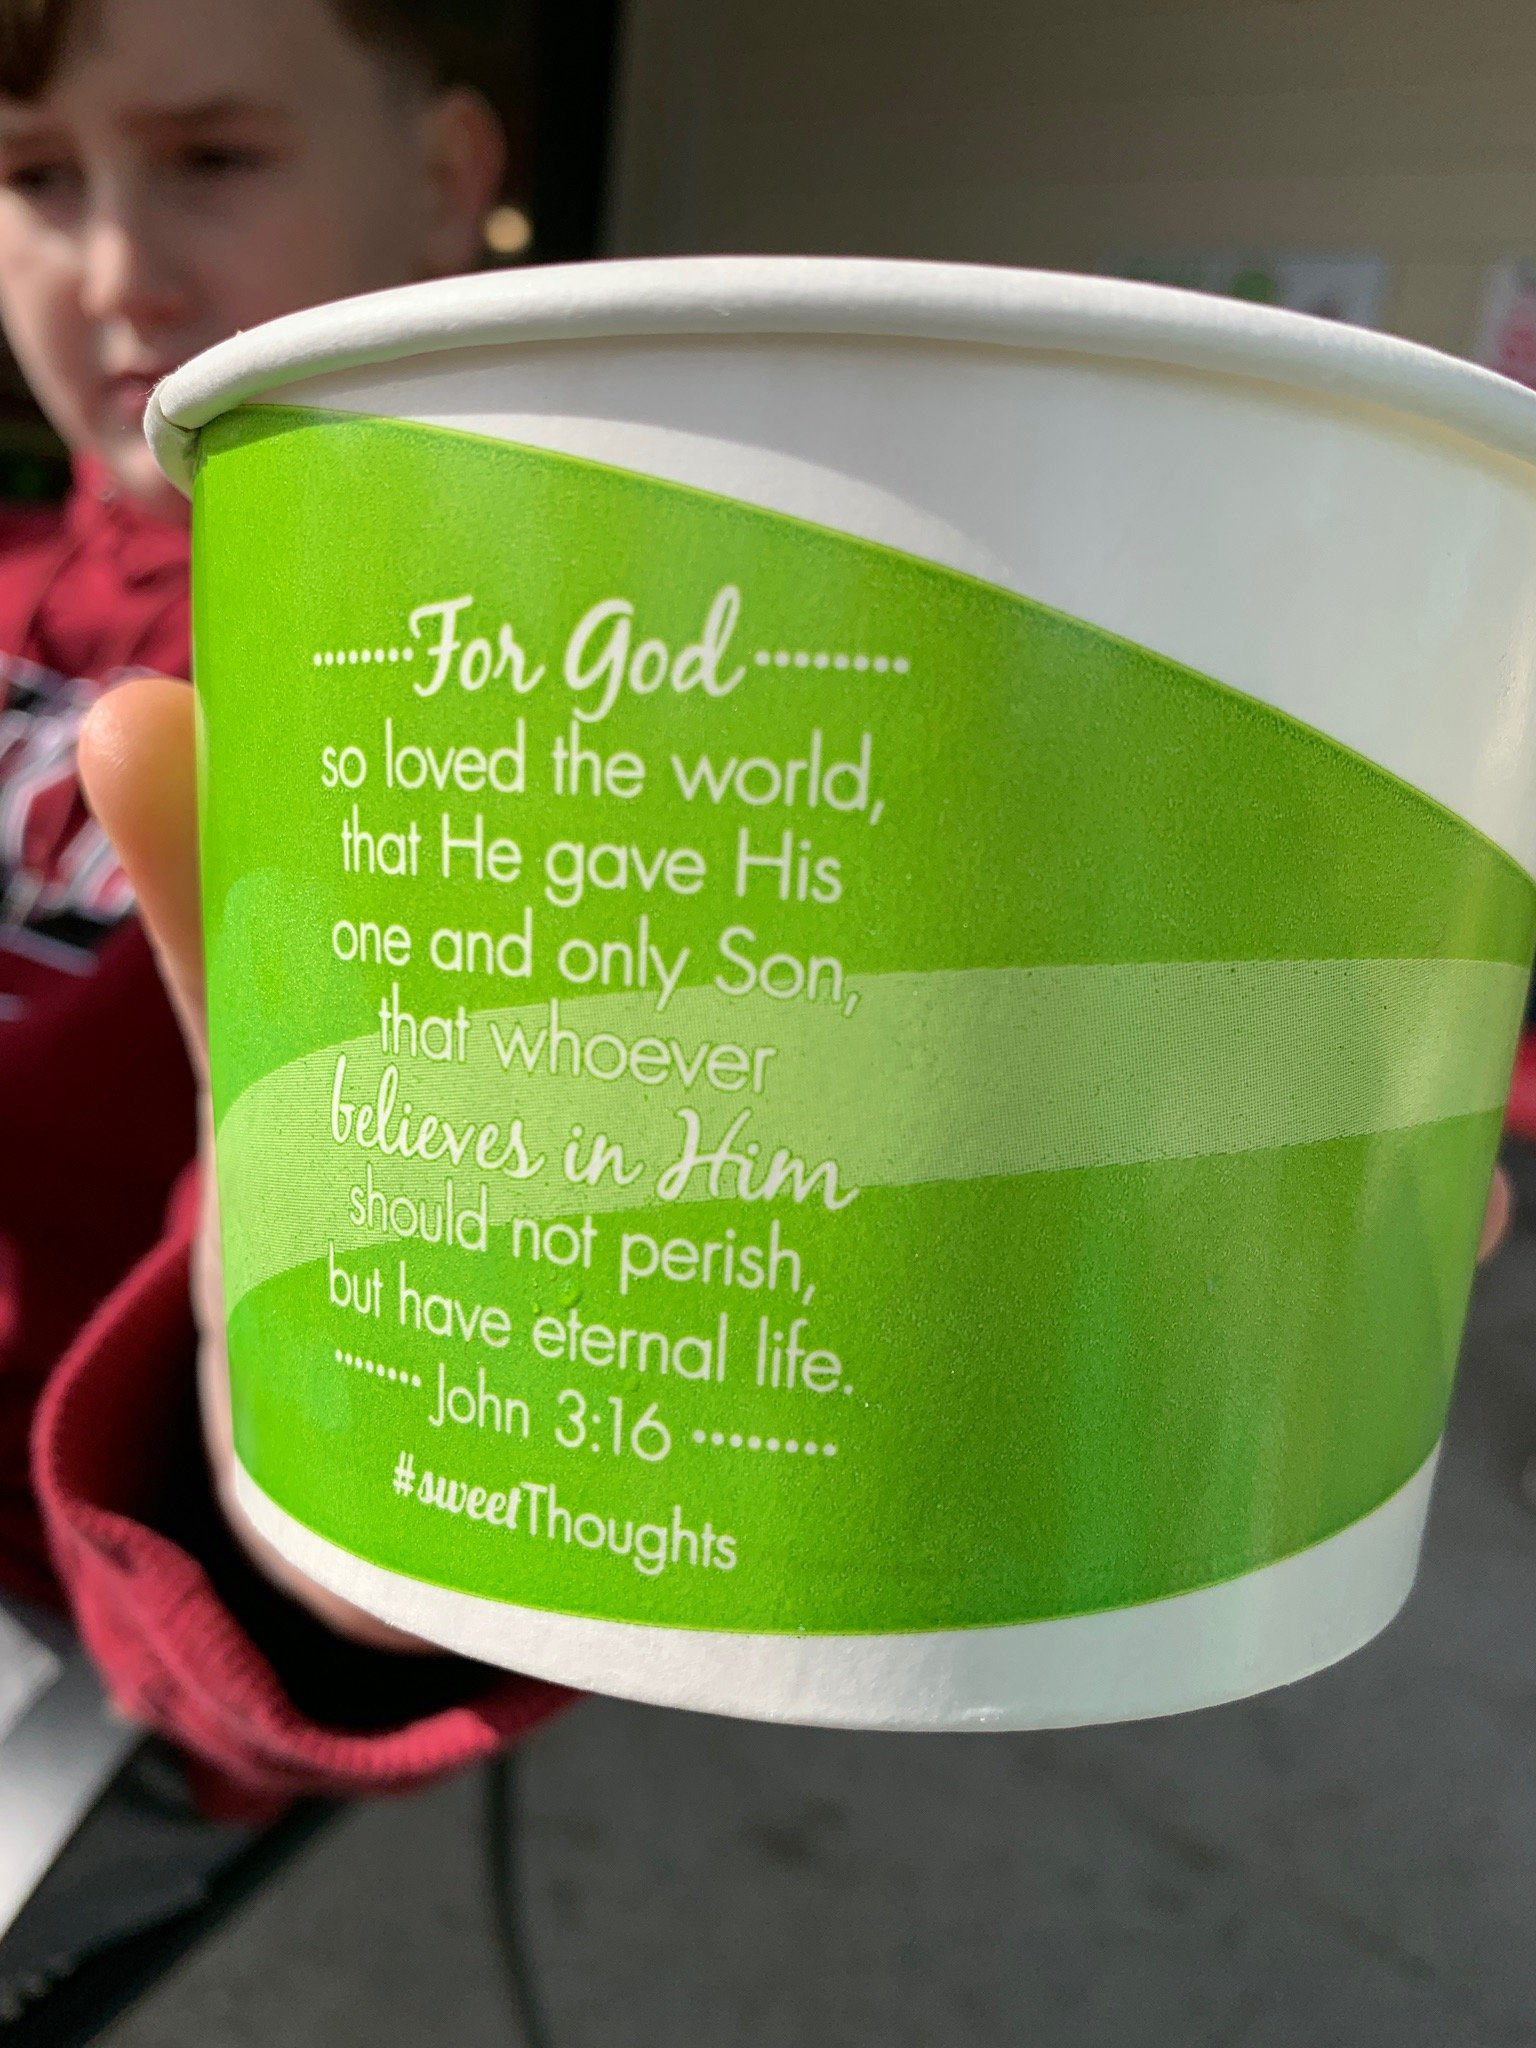 For God
so loved the world,
that He gave His
one and only Son,
that whoever
believes in Him
should not perish,
but have eternal life.
John 3:16
#sweetThoughts